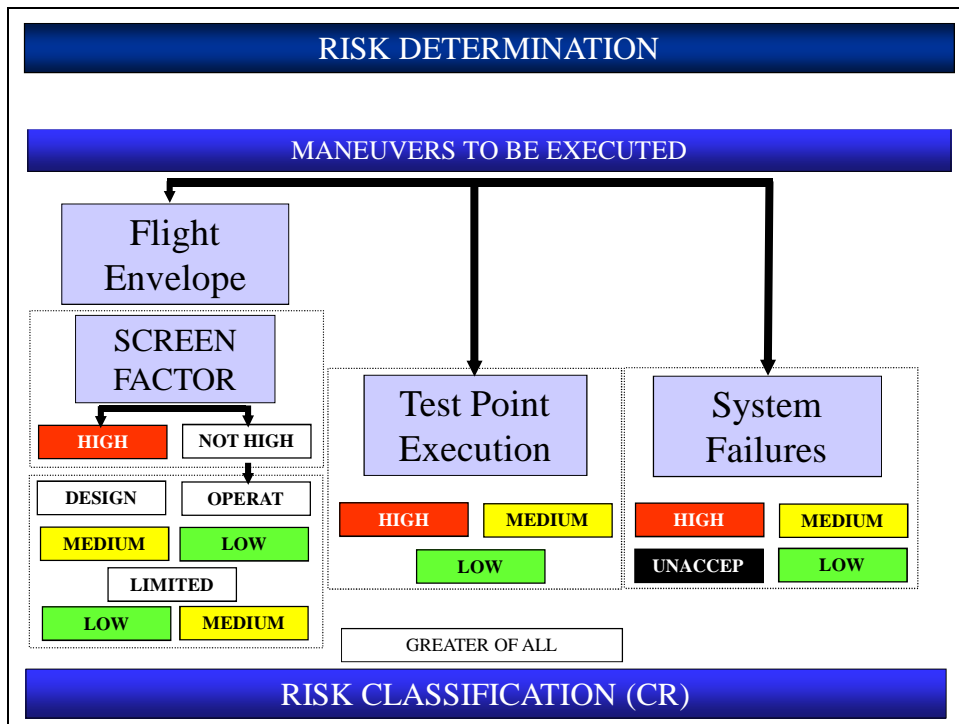 RISK DETERMINATION
MANEUVERS TO BE EXECUTED
Flight
Envelope
SCREEN
FACTOR
HIGH
NOT HIGH
DESIGN
OPERAT
MEDIUM
LOW
LIMITED
LOW
MEDIUM
Test Point
Execution
HIGH
MEDIUM
LOW
System
Failures
HIGH
MEDIUM
UNACCEP
LOW
GREATER OF ALL
RISK CLASSIFICATION (CR)